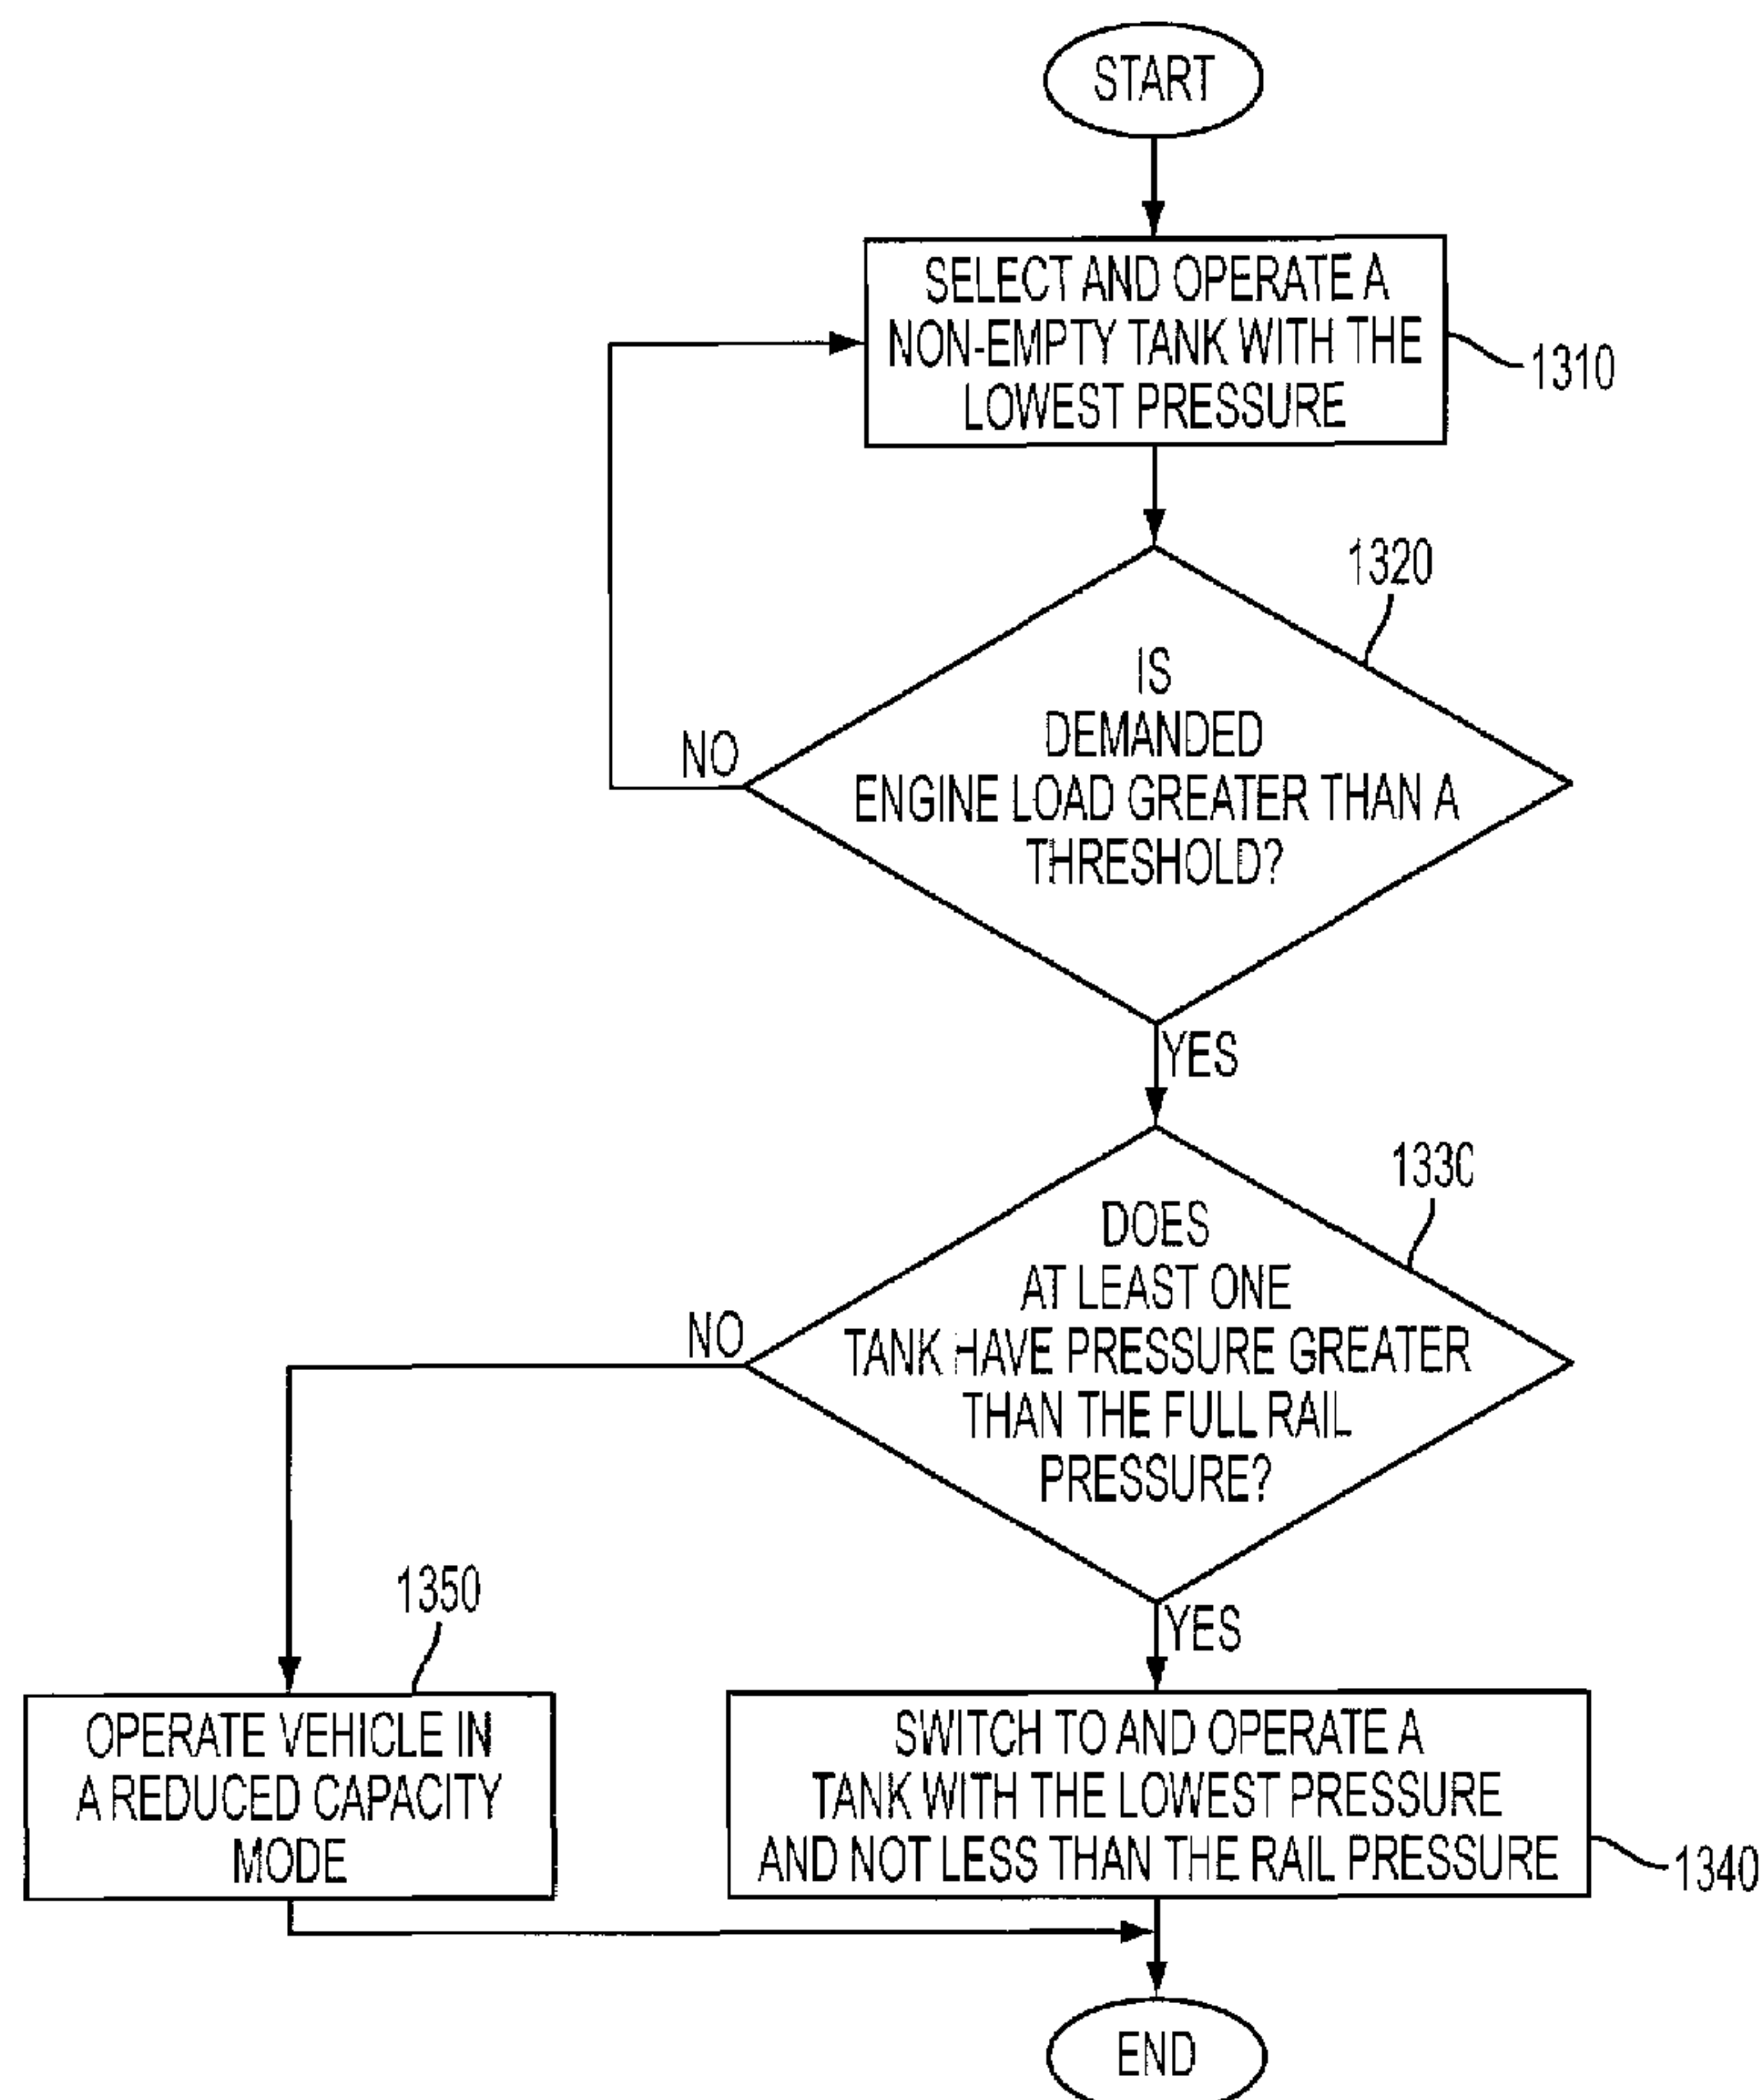 START
SELECT AND OPERATE A
NON-EMPTY TANK WITH THE
LOWEST PRESSURE
1310
1320
IS
DEMANDED
ENGINE LOAD GREATER THAN A
THRESHOLD?
NO
YES
1330
DOES
AT LEAST ONE
TANK HAVE PRESSURE GREATER
THAN THE FULL RAIL
PRESSURE?
NO
YES
1350
OPERATE VEHICLE IN
A REDUCED CAPACITY
MODE
SWITCH TO AND OPERATE A
TANK WITH THE LOWEST PRESSURE
AND NOT LESS THAN THE RAIL PRESSURE
1340
END